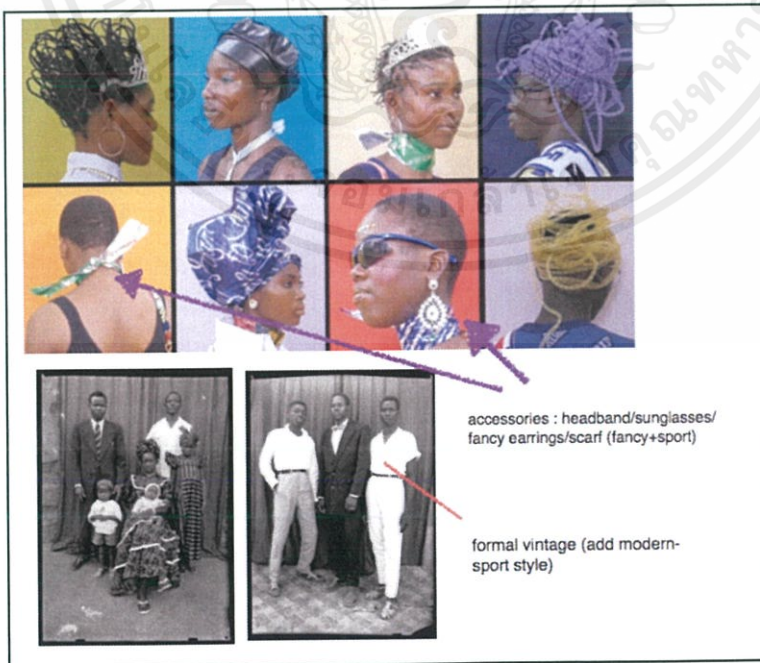 accessories : headband/sunglasses/
fancy earrings/scarf (fancy+sport)
formal vintage (add modern-
sport style)